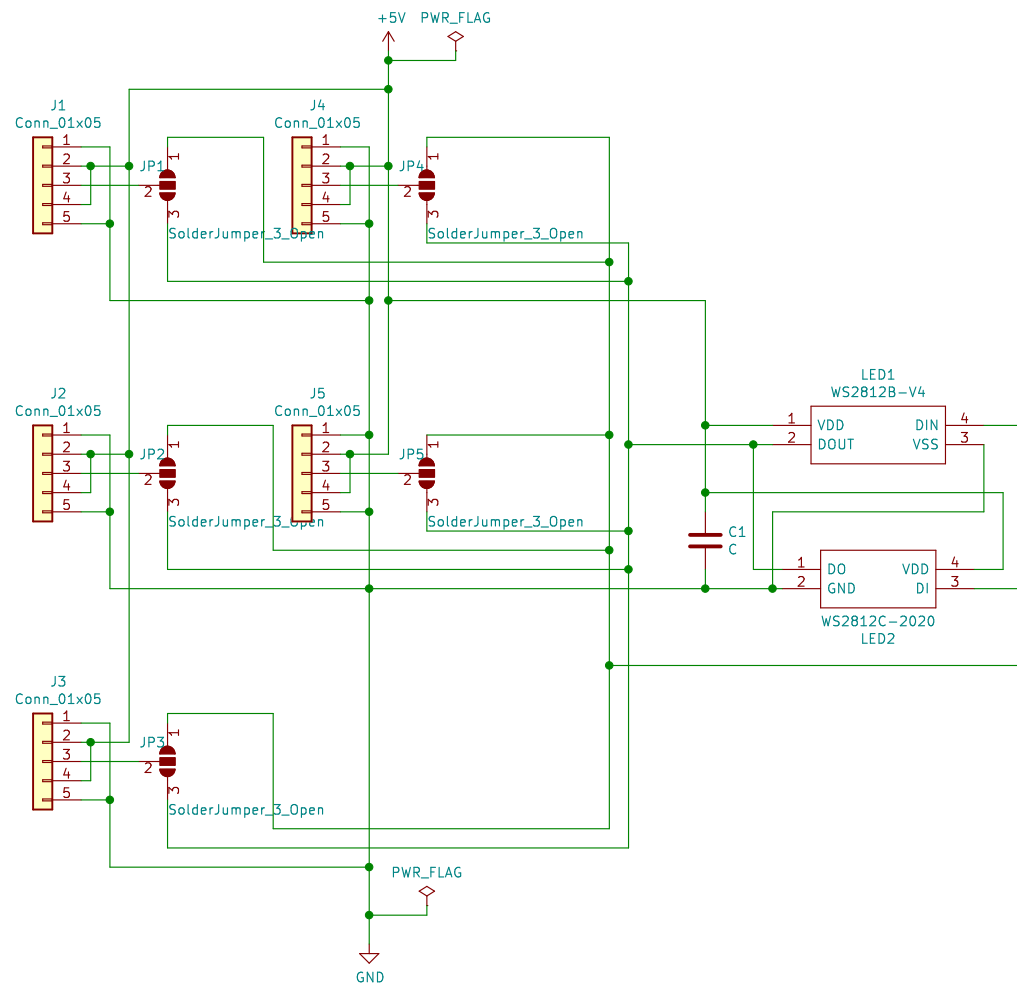 +5V PWR_FLAG
J1
Conn_01x05
1
2
3
4
5
JP1
1
2
3
SolderJumper_3_Open
J4
Conn_01x05
1
2
3
4
5
JP4
1
2
3
SolderJumper_3_Open
J2
Conn_01x05
1
2
3
4
5
JP2
1
2
3
SolderJumper_3_Open
J5
Conn_01x05
1
2
3
4
5
JP5
1
2
3
SolderJumper_3_Open
LED1
WS2812B-V4
1 VDD DIN 4
2 DOUT VSS 3
C1
C
1 DO VDD 4
2 GND DI 3
WS2812C-2020
LED2
J3
Conn_01x05
1
2
3
4
5
JP3
1
2
3
SolderJumper_3_Open
PWR_FLAG
GND